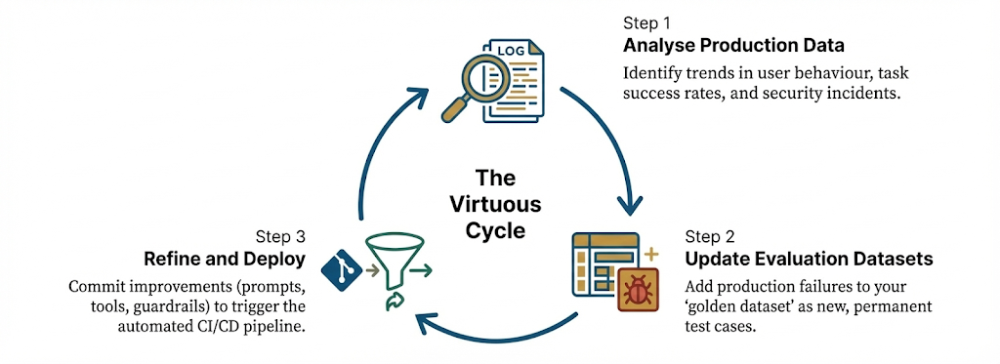 Step 1
Analyse Production Data
Identify trends in user behaviour, task
success rates, and security incidents.
LOG
The
Virtuous
Cycle
Step 2
Update Evaluation Datasets
Add production failures to your
‘golden dataset’ as new, permanent
test cases.
Step 3
Refine and Deploy
Commit improvements (prompts,
tools, guardrails) to trigger the
automated CI/CD pipeline.